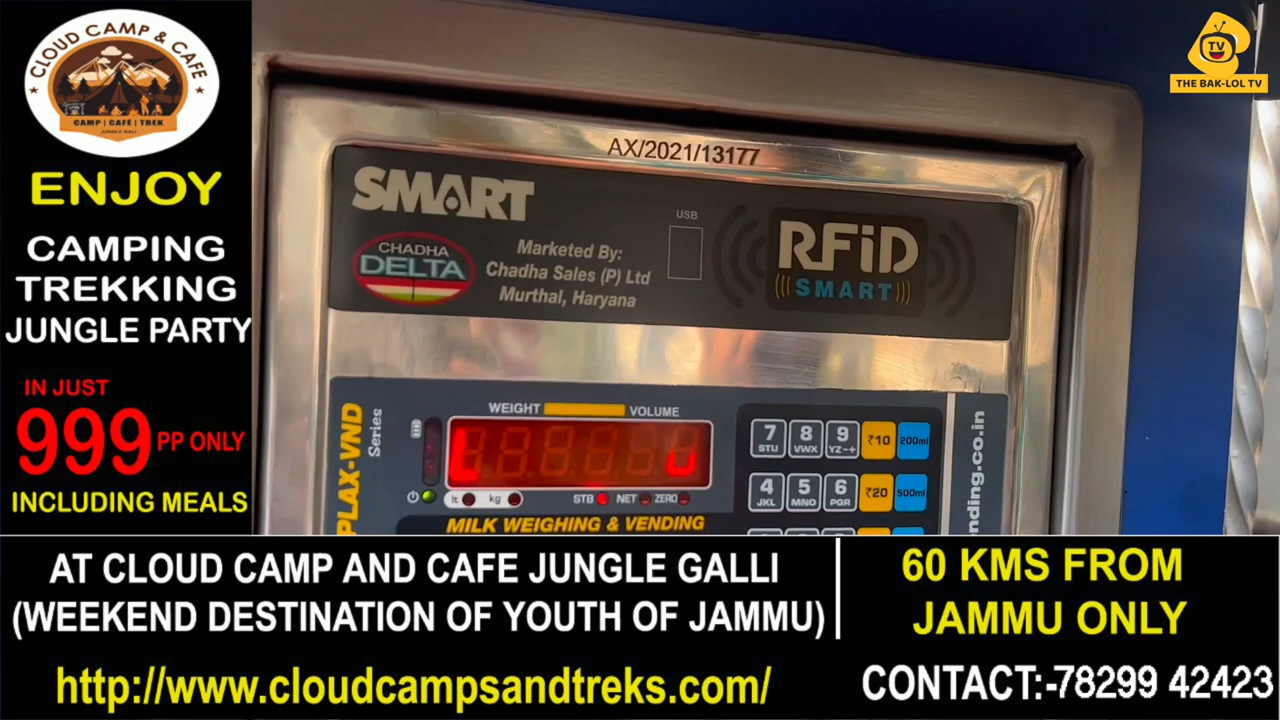 CLOUD CAMP & CAFE
CAMP | CAFÉ | TREK
JUNGLE GALI
ENJOY
CAMPING
TREKKING
JUNGLE PARTY
IN JUST
999 PP ONLY
INCLUDING MEALS
TV
THE BAK-LOL TV
AX/2021/13177
SMART
CHADHA
DELTA
Marketed By:
Chadha Sales (P) Ltd
Murthal, Haryana
USB
RFiD
SMART
PLAX-VND
Series
WEIGHT
VOLUME
kg
STB
NET
ZERO
MILK WEIGHING & VENDING
7 8 9 ₹10 200ml
STU VWX YZ-+
4 5 6 ₹20 500ml
JKL MNO PQR
nding.co.in
AT CLOUD CAMP AND CAFE JUNGLE GALLI
(WEEKEND DESTINATION OF YOUTH OF JAMMU)
60 KMS FROM
JAMMU ONLY
http://www.cloudcampsandtreks.com/
CONTACT:-78299 42423